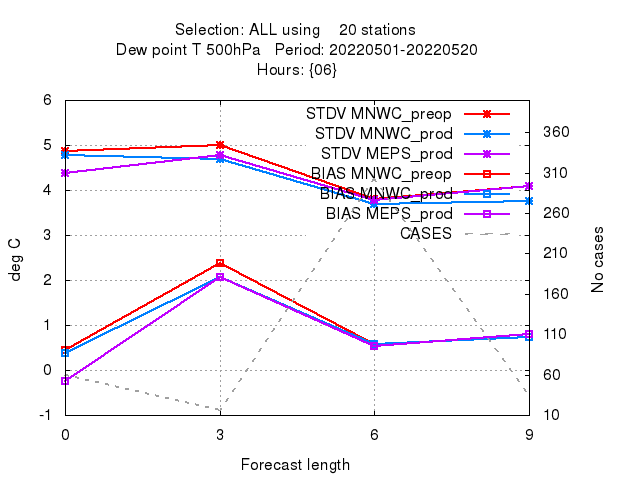 Selection: ALL using    20 stations
Dew point T 500hPa   Period: 20220501-20220520
Hours: {06}
STDV MNWC_preop
STDV MNWC_prod
STDV MEPS_prod
BIAS MNWC_preop
BIAS MNWC_prod
BIAS MEPS_prod
CASES
deg C
6
5
4
3
2
1
0
-1
360
310
260
210
160
110
60
10
No cases
0 3 6 9
Forecast length